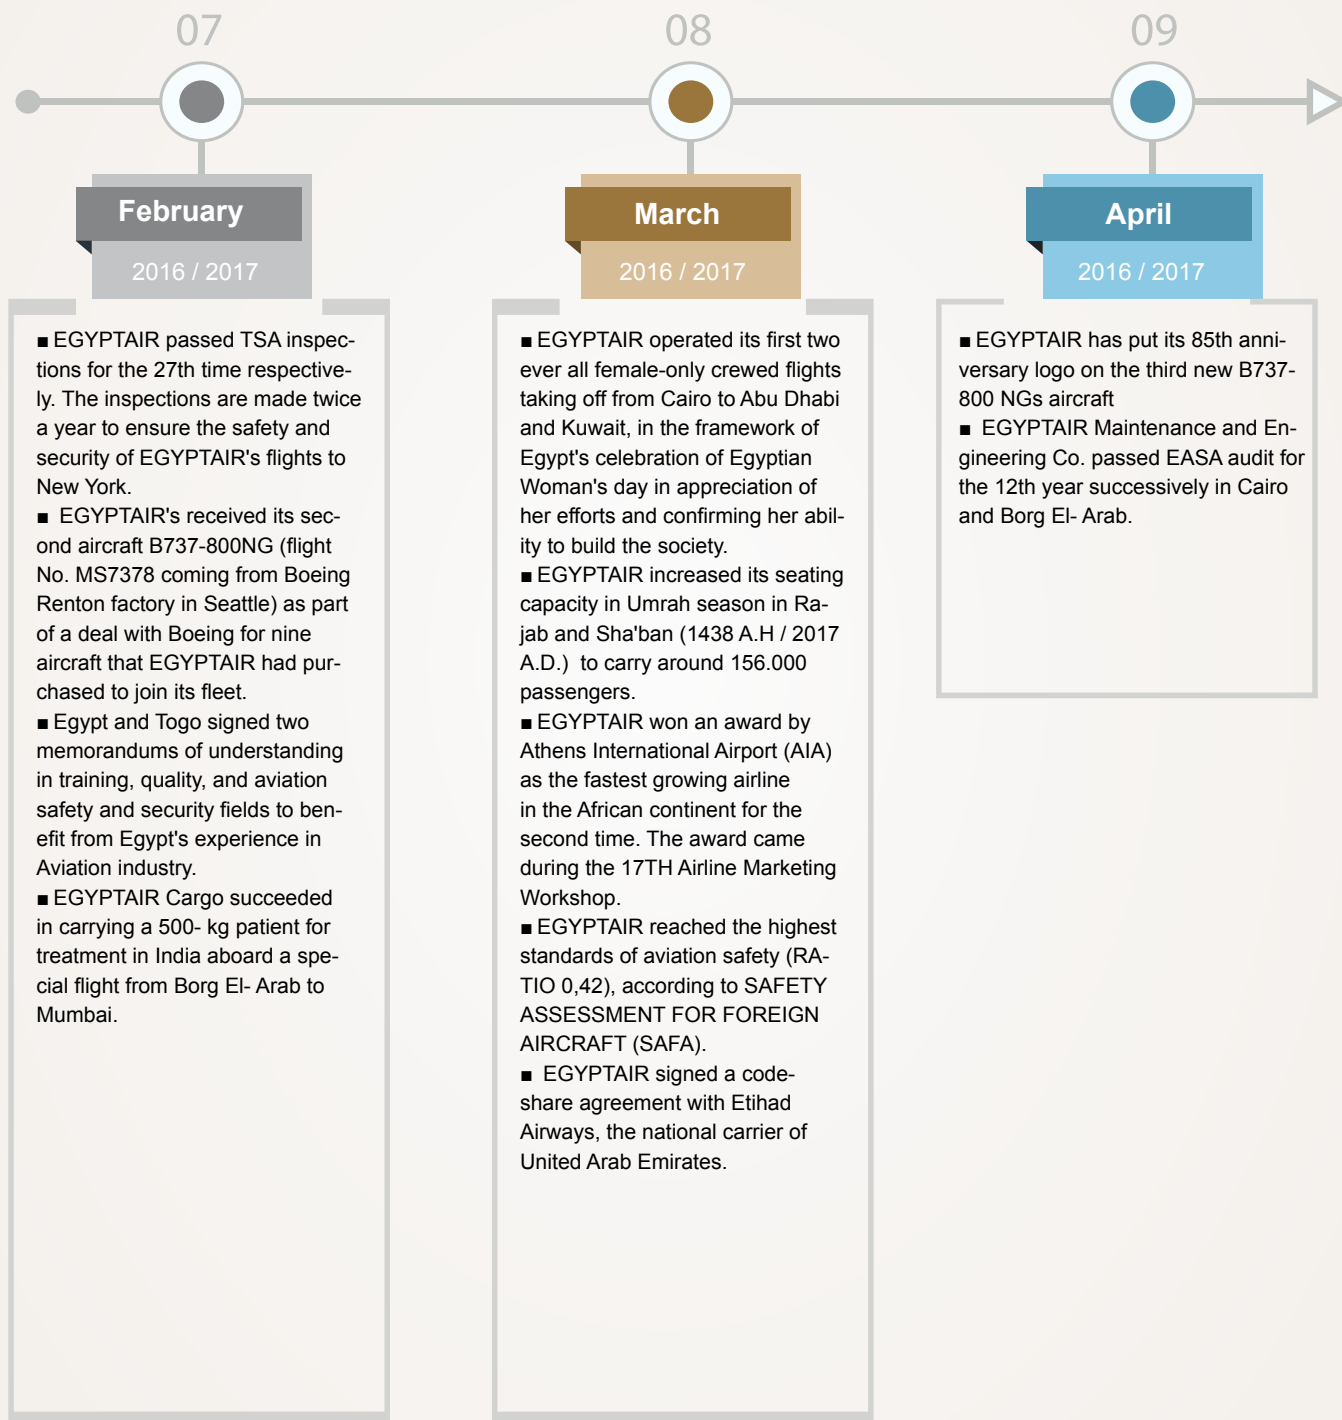 07
08
09
February
2016 / 2017
■ EGYPTAIR passed TSA inspec-
tions for the 27th time respective-
ly. The inspections are made twice
a year to ensure the safety and
security of EGYPTAIR's flights to
New York.
■ EGYPTAIR's received its sec-
ond aircraft B737-800NG (flight
No. MS7378 coming from Boeing
Renton factory in Seattle) as part
of a deal with Boeing for nine
aircraft that EGYPTAIR had pur-
chased to join its fleet.
■ Egypt and Togo signed two
memorandums of understanding
in training, quality, and aviation
safety and security fields to ben-
efit from Egypt's experience in
Aviation industry.
■ EGYPTAIR Cargo succeeded
in carrying a 500- kg patient for
treatment in India aboard a spe-
cial flight from Borg El- Arab to
Mumbai.
March
2016 / 2017
■ EGYPTAIR operated its first two
ever all female-only crewed flights
taking off from Cairo to Abu Dhabi
and Kuwait, in the framework of
Egypt's celebration of Egyptian
Woman's day in appreciation of
her efforts and confirming her abil-
ity to build the society.
■ EGYPTAIR increased its seating
capacity in Umrah season in Ra-
jab and Sha'ban (1438 A.H / 2017
A.D.) to carry around 156.000
passengers.
■ EGYPTAIR won an award by
Athens International Airport (AIA)
as the fastest growing airline
in the African continent for the
second time. The award came
during the 17TH Airline Marketing
Workshop.
■ EGYPTAIR reached the highest
standards of aviation safety (RA-
TIO 0,42), according to SAFETY
ASSESSMENT FOR FOREIGN
AIRCRAFT (SAFA).
■ EGYPTAIR signed a code-
share agreement with Etihad
Airways, the national carrier of
United Arab Emirates.
April
2016 / 2017
■ EGYPTAIR has put its 85th anni-
versary logo on the third new B737-
800 NGs aircraft
■ EGYPTAIR Maintenance and En-
gineering Co. passed EASA audit for
the 12th year successively in Cairo
and Borg El- Arab.